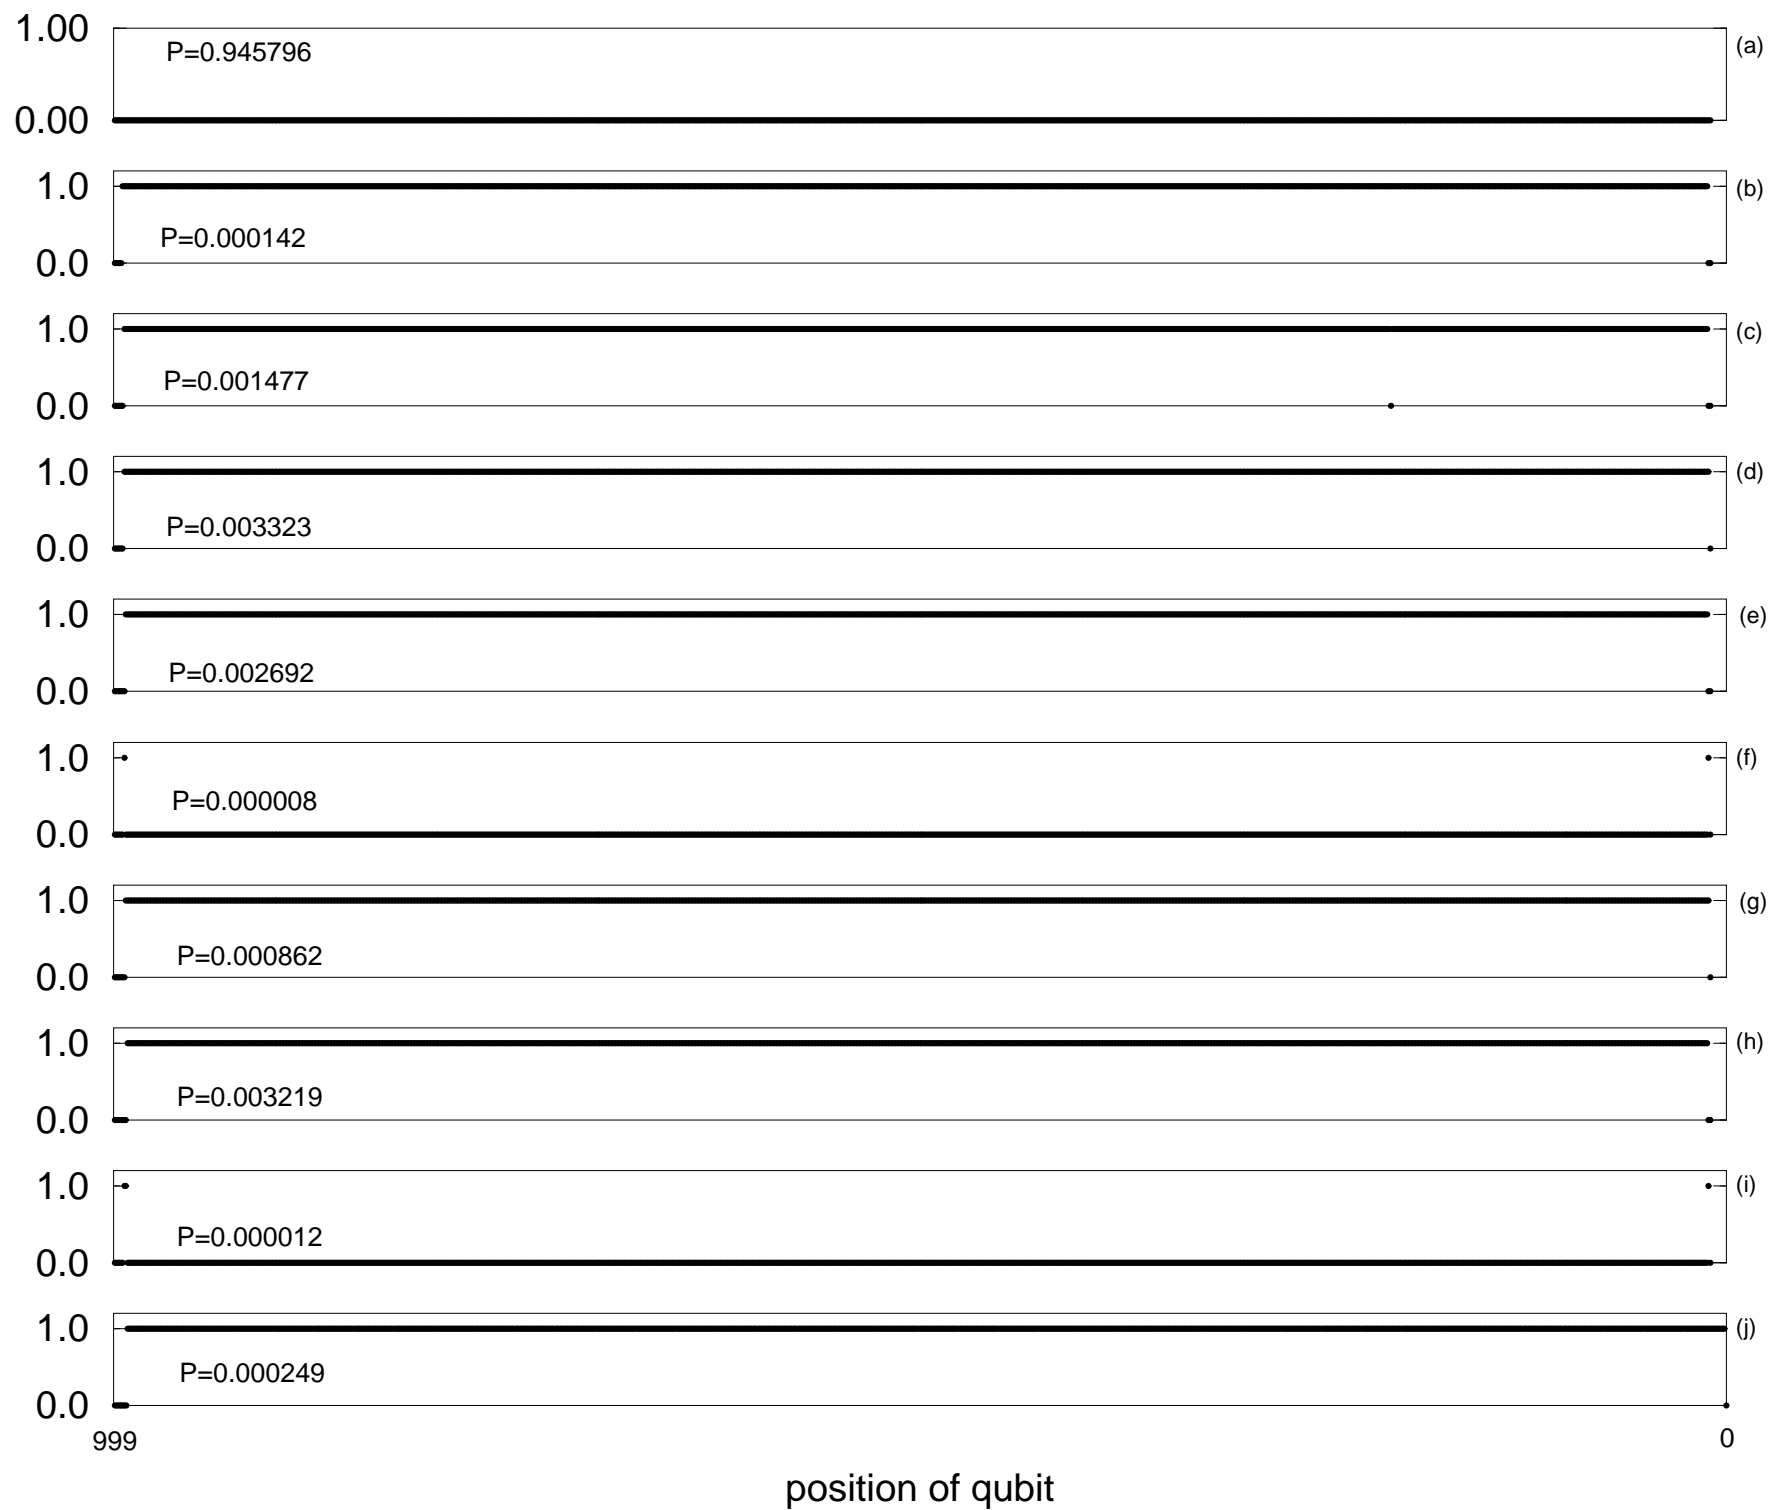 1.00
P=0.945796
(a)
0.00
1.0
(b)
P=0.000142
0.0
1.0
(c)
P=0.001477
0.0
1.0
(d)
P=0.003323
0.0
1.0
(e)
P=0.002692
0.0
1.0
(f)
P=0.000008
0.0
1.0
(g)
P=0.000862
0.0
1.0
(h)
P=0.003219
0.0
1.0
(i)
P=0.000012
0.0
1.0
(j)
P=0.000249
0.0
999
0
position of qubit